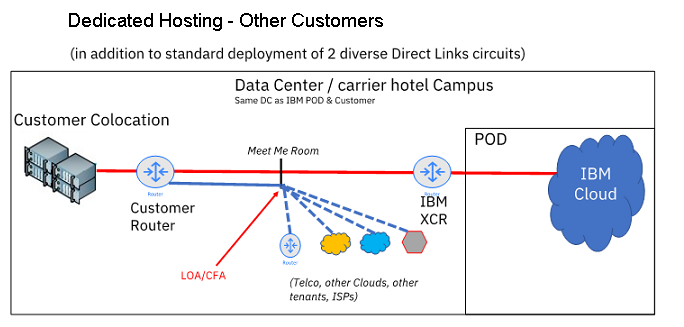 Dedicated Hosting - Other Customers
(in addition to standard deployment of 2 diverse Direct Links circuits)
Data Center / carrier hotel Campus
Same DC as IBM POD & Customer
Customer Colocation
POD
Meet Me Room
IBM
Cloud
Router
Router
Customer
Router
IBM
XCR
Router
LOA/CFA
(Telco, other Clouds, other
tenants, ISPs)